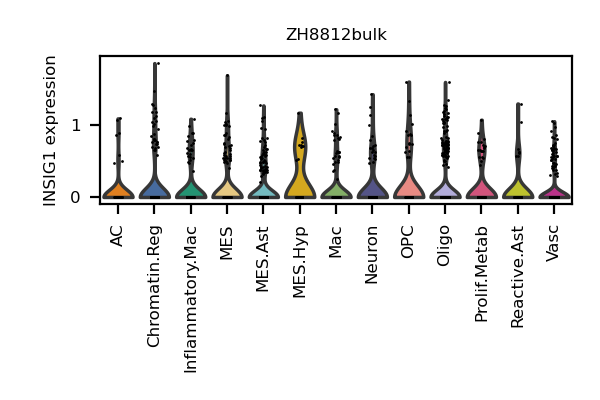 ZH8812bulk
INSIG1 expression
1
0
AC
Chromatin.Reg
Inflammatory.Mac
MES
MES.Ast
MES.Hyp
Mac
Neuron
OPC
Oligo
Prolif.Metab
Reactive.Ast
Vasc